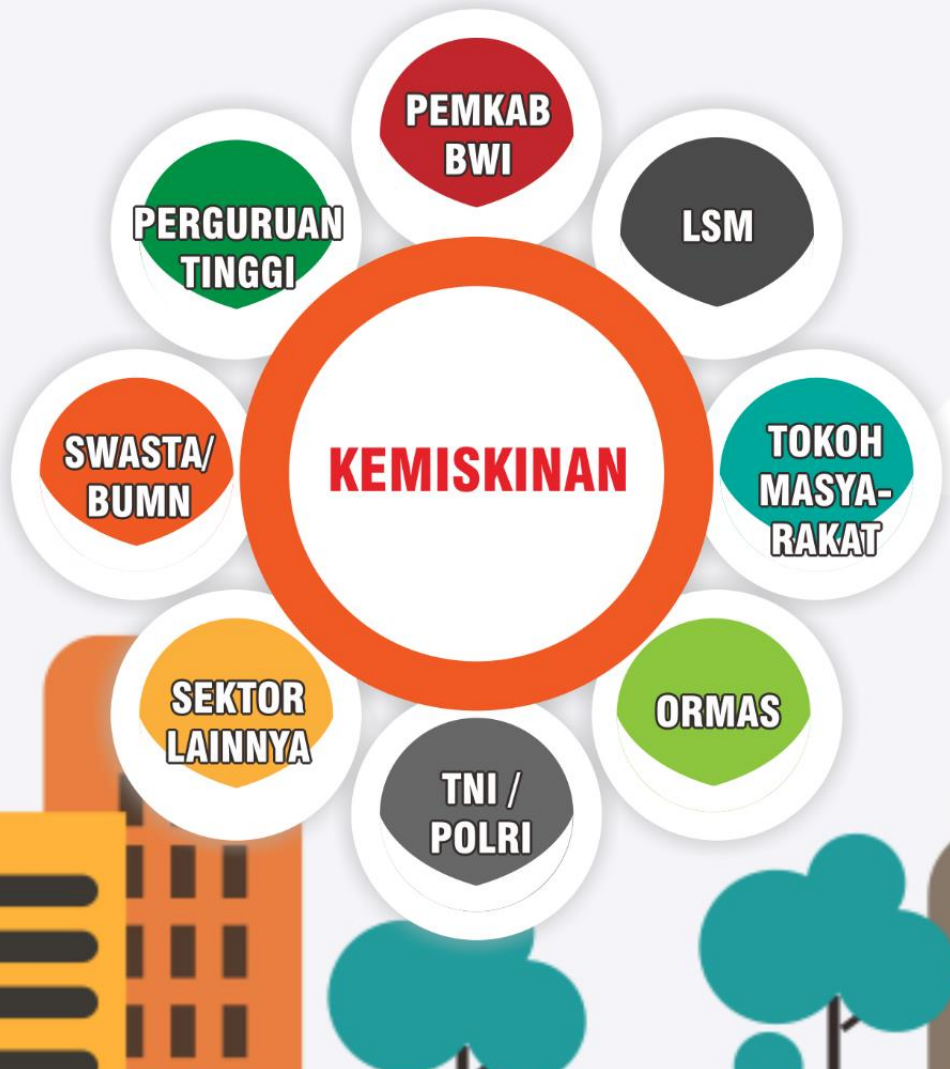 PEMKAB
BWI
LSM
TOKOH
MASYA-
RAKAT
ORMAS
TNI /
POLRI
SEKTOR
LAINNYA
SWASTA/
BUMN
PERGURUAN
TINGGI
KEMISKINAN